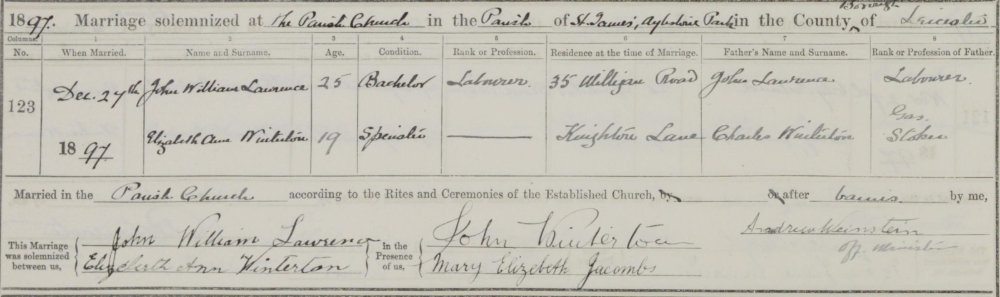 1897. Marriage solemnized at the Parish Church in the Parish of St. James', Aylestone Park in the County Borough of Leicester
Columns: 1 2 3 4 5 6 7 8
No. When Married. Name and Surname. Age. Condition. Rank or Profession. Residence at the time of Marriage. Father's Name and Surname. Rank or Profession of Father.
123 Dec. 27th 1897. John William Lawrence 25 Bachelor Labourer. 35 Milligan Road John Lawrence Labourer.
Elizabeth Ann Winterton 19 Spinster Knighton Lane Charles Winterton Gas. Stoker
Married in the Parish Church according to the Rites and Ceremonies of the Established Church, by or after banns. by me,
This Marriage was solemnized between us, John William Lawrence in the Presence of us, John Winterton Andrew Weinstein
Elizebeth Ann Winterton Mary Elizebeth Jacombs Off. Minister